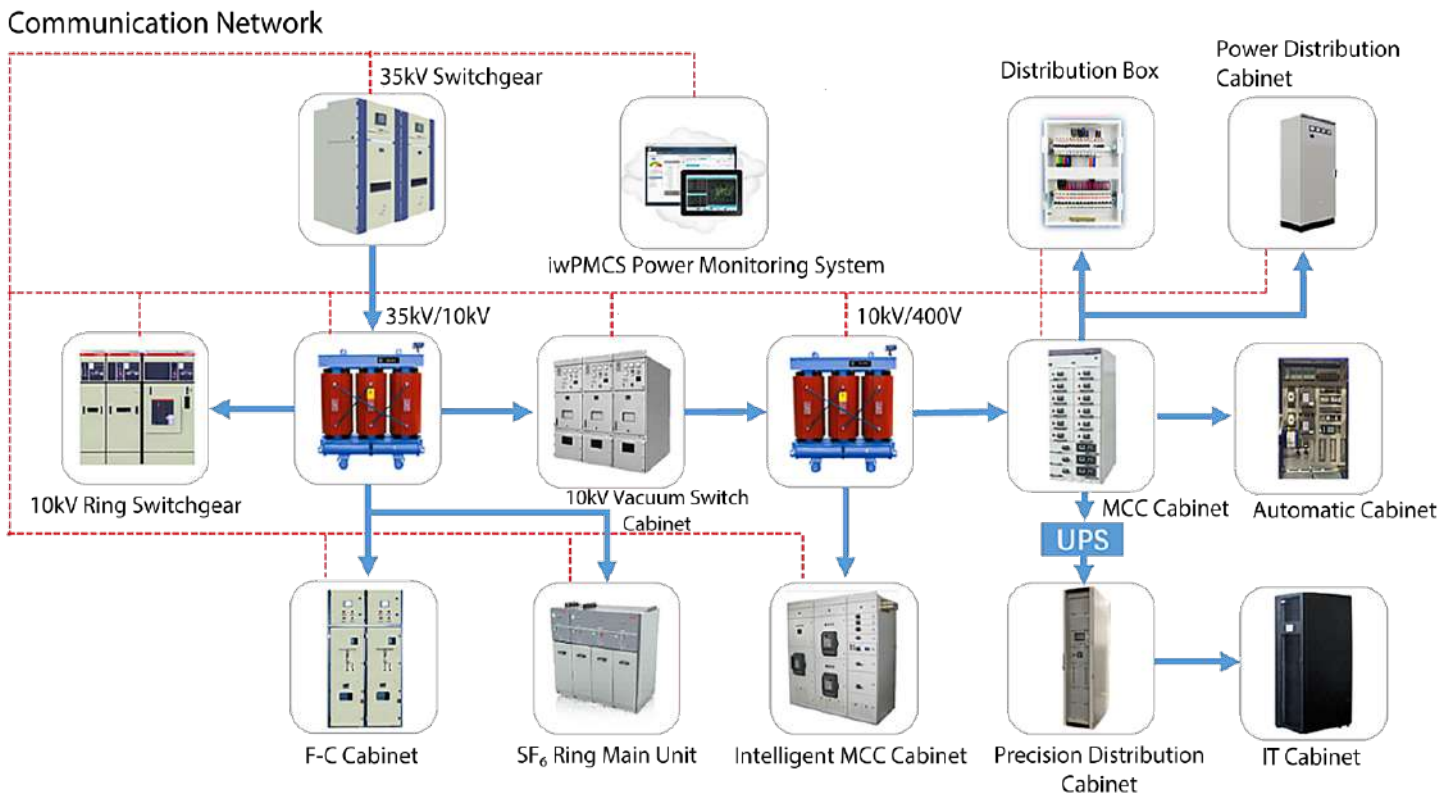 Communication Network
35kV Switchgear
Distribution Box
Power Distribution
Cabinet
iwPMCS Power Monitoring System
35kV/10kV
10kV/400V
10kV Ring Switchgear
10kV Vacuum Switch
Cabinet
MCC Cabinet
Automatic Cabinet
UPS
F-C Cabinet
SF₆ Ring Main Unit
Intelligent MCC Cabinet
Precision Distribution
Cabinet
IT Cabinet